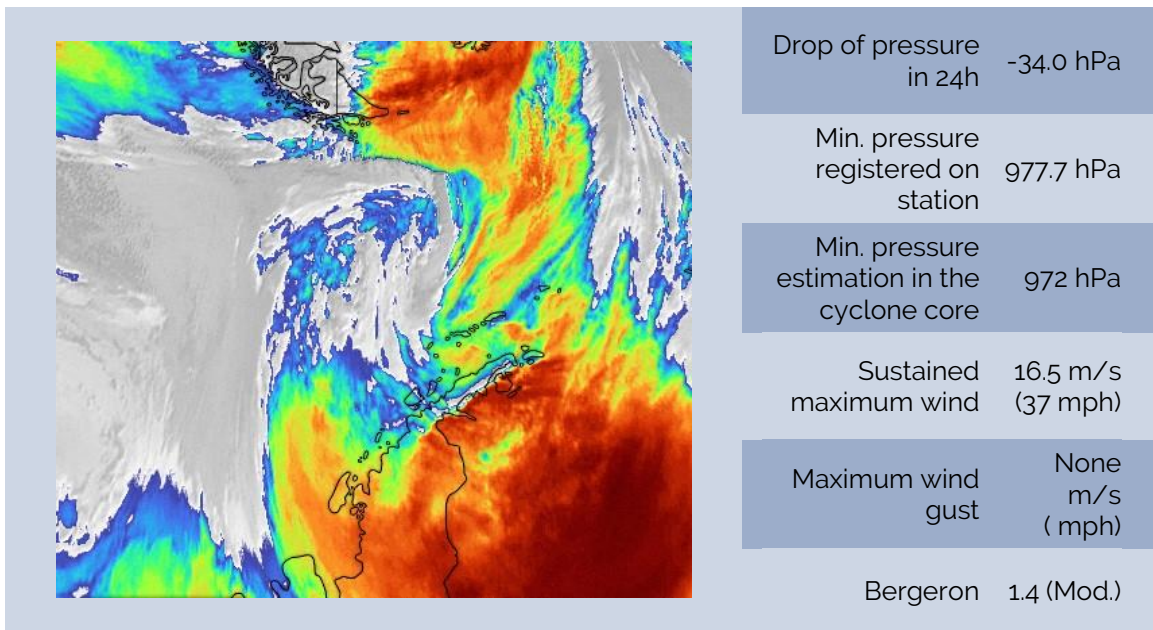 Drop of pressure
in 24h
-34.0 hPa
Min. pressure
registered on
station
977.7 hPa
Min. pressure
estimation in the
cyclone core
972 hPa
Sustained
maximum wind
16.5 m/s
(37 mph)
Maximum wind
gust
None
m/s
( mph)
Bergeron
1.4 (Mod.)